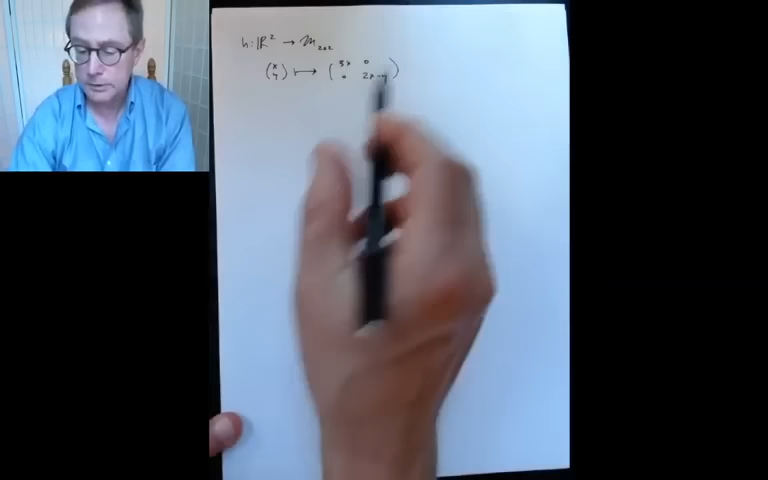 h: ℝ² → M₂ₓ₂
(x y) ↦ (3x 0
0